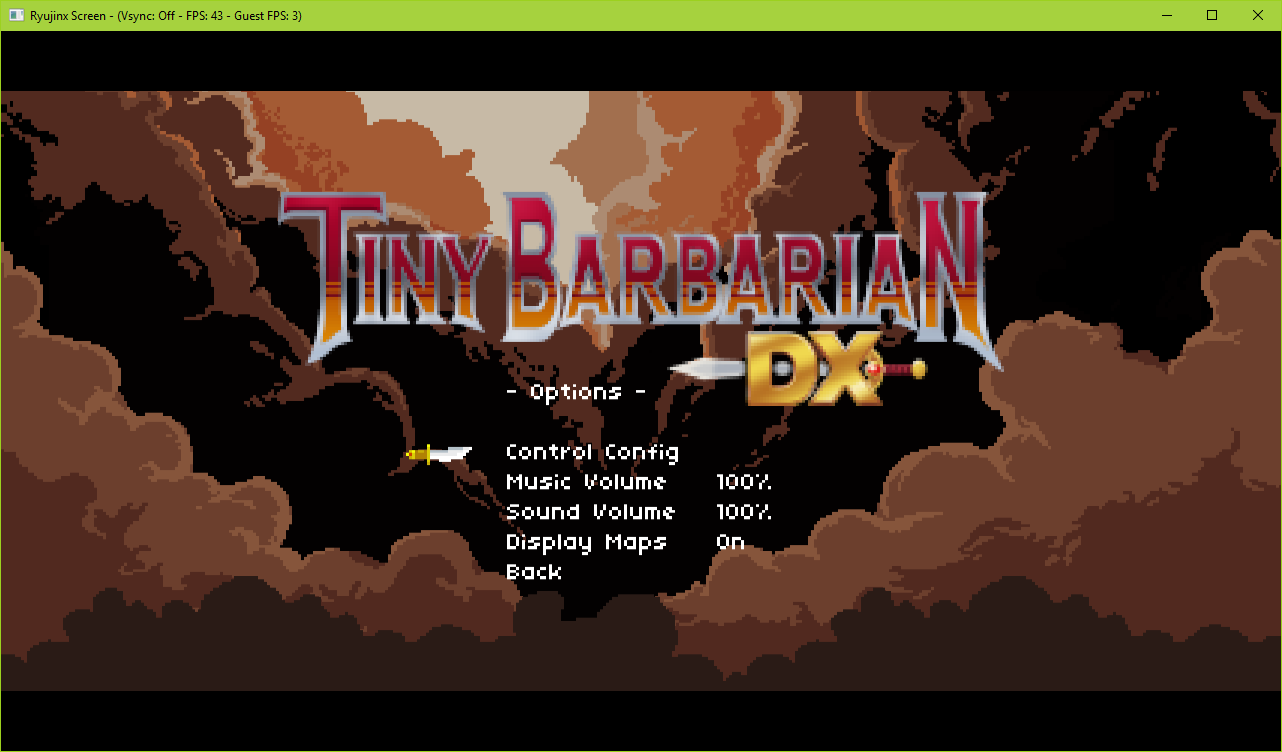 Ryujinx Screen - (Vsync: Off - FPS: 43 - Guest FPS: 3)
TINY BARBARIAN
DX
- Options -
Control Config
Music Volume 100%
Sound Volume 100%
Display Maps On
Back